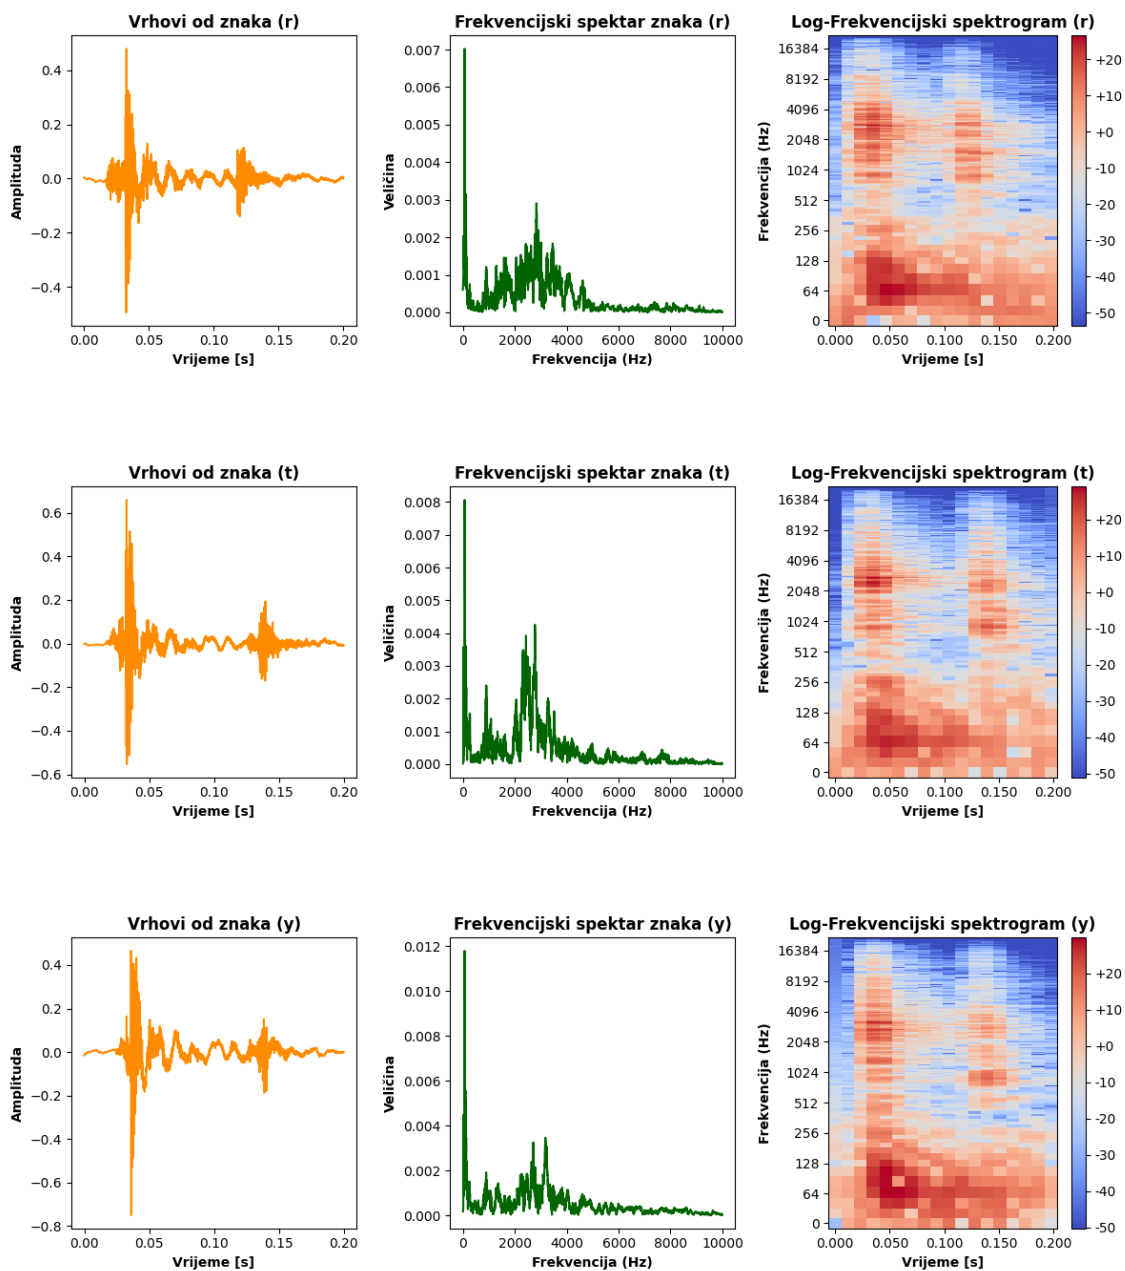 Vrhovi od znaka (r)
Frekvencijski spektar znaka (r)
Log-Frekvencijski spektrogram (r)
Amplituda
0.4
0.2
0.0
−0.2
−0.4
0.00 0.05 0.10 0.15 0.20
Vrijeme [s]
Veličina
0.007
0.006
0.005
0.004
0.003
0.002
0.001
0.000
0 2000 4000 6000 8000 10000
Frekvencija (Hz)
Frekvencija (Hz)
16384
8192
4096
2048
1024
512
256
128
64
0
0.000 0.050 0.100 0.150 0.200
Vrijeme [s]
+20
+10
+0
-10
-20
-30
-40
-50
Vrhovi od znaka (t)
Frekvencijski spektar znaka (t)
Log-Frekvencijski spektrogram (t)
Amplituda
0.6
0.4
0.2
0.0
−0.2
−0.4
−0.6
0.00 0.05 0.10 0.15 0.20
Vrijeme [s]
Veličina
0.008
0.007
0.006
0.005
0.004
0.003
0.002
0.001
0.000
0 2000 4000 6000 8000 10000
Frekvencija (Hz)
Frekvencija (Hz)
16384
8192
4096
2048
1024
512
256
128
64
0
0.000 0.050 0.100 0.150 0.200
Vrijeme [s]
+20
+10
+0
-10
-20
-30
-40
-50
Vrhovi od znaka (y)
Frekvencijski spektar znaka (y)
Log-Frekvencijski spektrogram (y)
Amplituda
0.4
0.2
0.0
−0.2
−0.4
−0.6
−0.8
0.00 0.05 0.10 0.15 0.20
Vrijeme [s]
Veličina
0.012
0.010
0.008
0.006
0.004
0.002
0.000
0 2000 4000 6000 8000 10000
Frekvencija (Hz)
Frekvencija (Hz)
16384
8192
4096
2048
1024
512
256
128
64
0
0.000 0.050 0.100 0.150 0.200
Vrijeme [s]
+20
+10
+0
-10
-20
-30
-40
-50